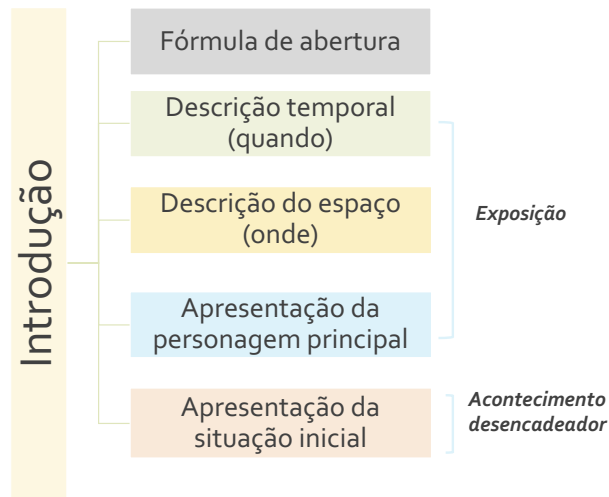 Introdução
Fórmula de abertura
Descrição temporal
(quando)
Descrição do espaço
(onde)
Apresentação da
personagem principal
Exposição
Apresentação da
situação inicial
Acontecimento
desencadeador